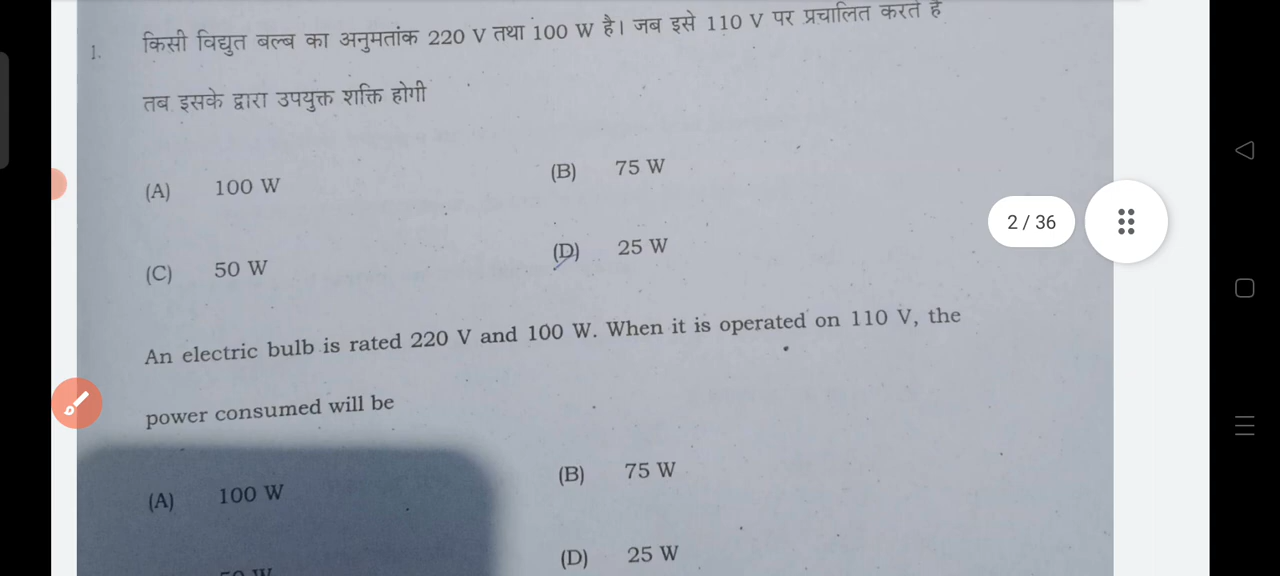 1. किसी विद्युत बल्ब का अनुमतांक 220 V तथा 100 W है। जब इसे 110 V पर प्रचालित करते हैं
तब इसके द्वारा उपयुक्त शक्ति होगी
(A) 100 W (B) 75 W
(C) 50 W (D) 25 W
2 / 36
An electric bulb is rated 220 V and 100 W. When it is operated on 110 V, the
power consumed will be
(A) 100 W (B) 75 W
50 W (D) 25 W